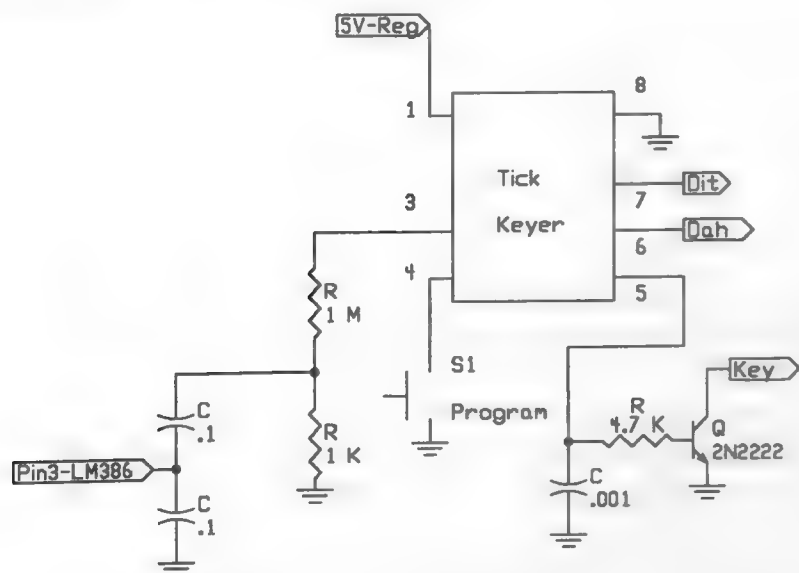 5V-Reg
8
1
Tick
Keyer
Dit
7
3
Dah
6
4
5
R
1 M
S1
Program
Key
C
.1
R
1 K
R
4.7 K
Q
2N2222
Pin3-LM386
C
.1
C
.001